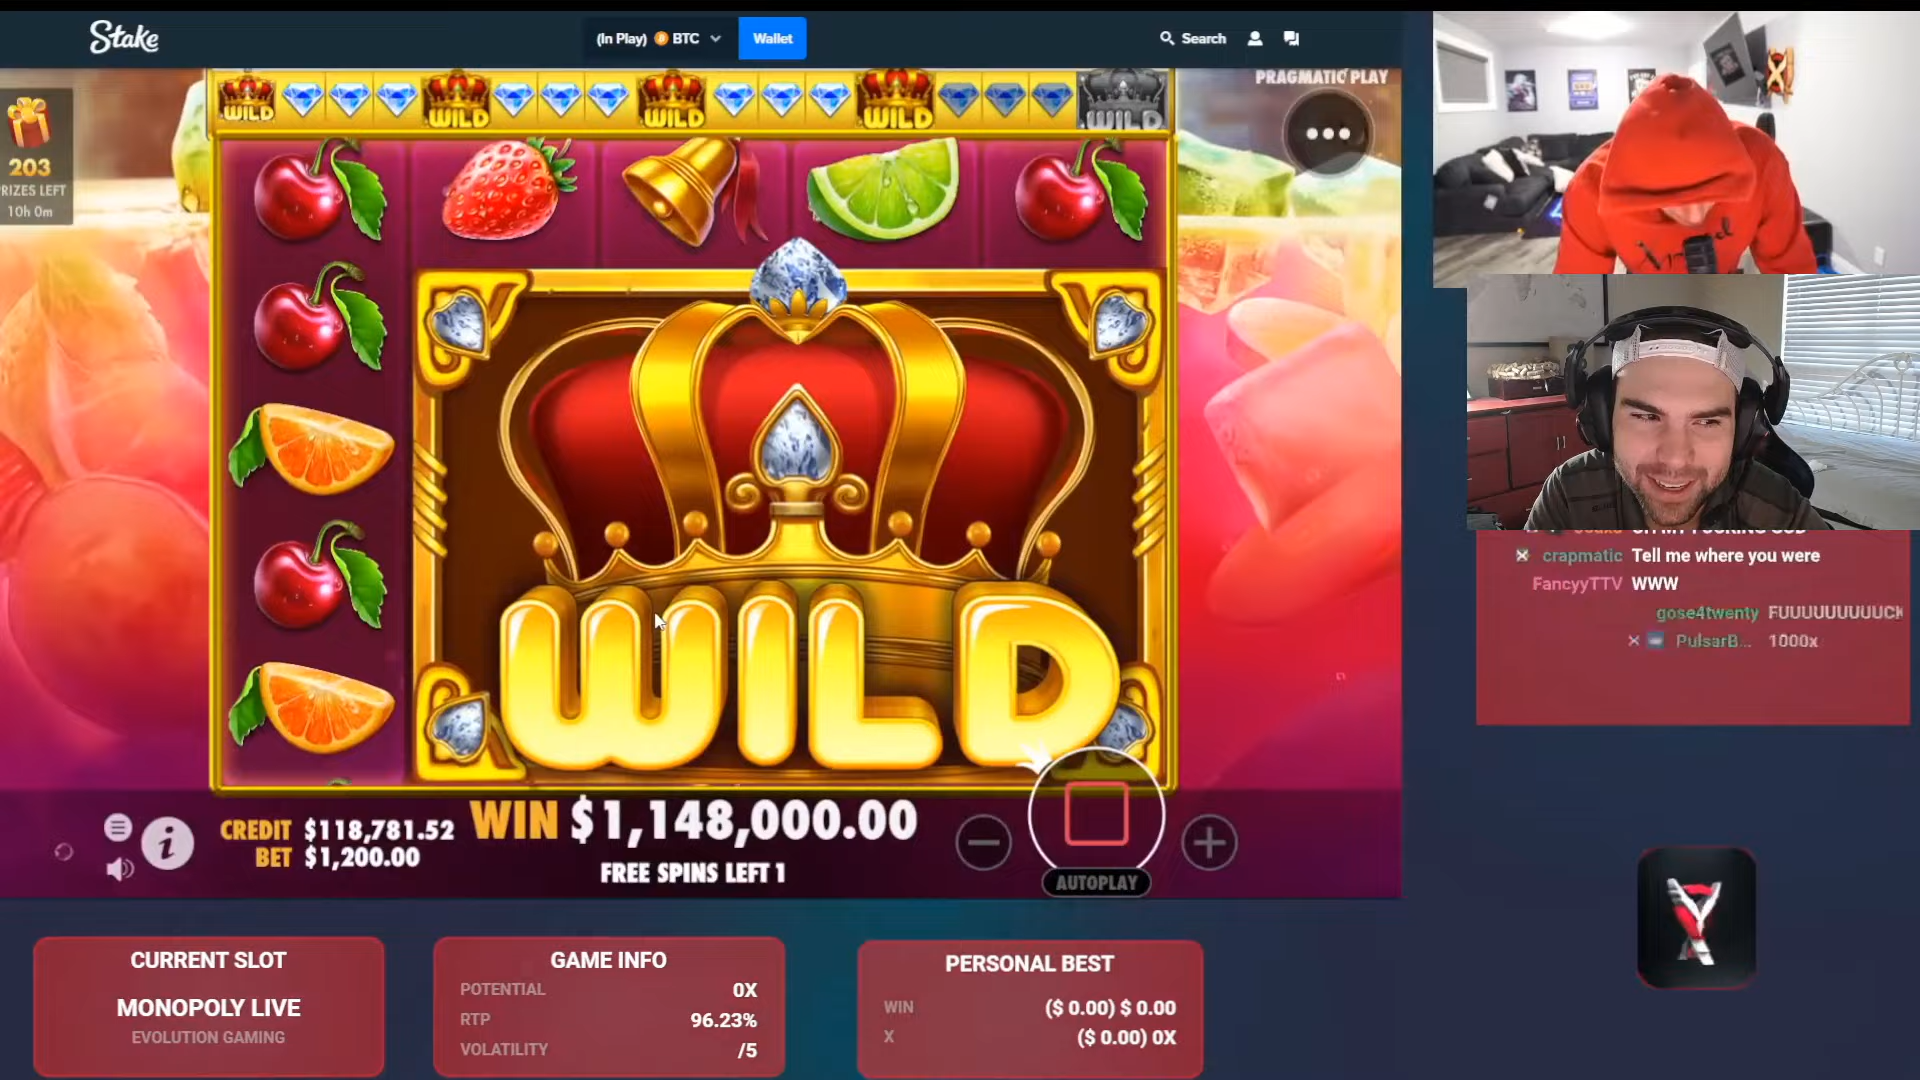 Stake
(In Play) BTC
Wallet
Search
PRAGMATIC PLAY
203
RIZES LEFT
10h 0m
WILD
WILD
WILD
WILD
WILD
WILD
crapmatic Tell me where you were
FancyyTTV WWW
gose4twenty FUUUUUUUUUCK
PulsarB... 1000x
CREDIT $118,781.52
BET $1,200.00
WIN $1,148,000.00
FREE SPINS LEFT 1
AUTOPLAY
CURRENT SLOT
MONOPOLY LIVE
EVOLUTION GAMING
GAME INFO
POTENTIAL 0X
RTP 96.23%
VOLATILITY /5
PERSONAL BEST
WIN ($ 0.00) $ 0.00
X ($ 0.00) 0X